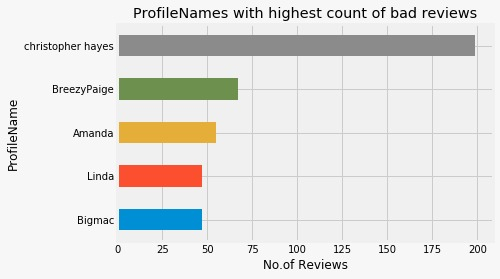 ProfileNames with highest count of bad reviews
christopher hayes
BreezyPaige
Amanda
Linda
Bigmac
ProfileName
0 25 50 75 100 125 150 175 200
No.of Reviews